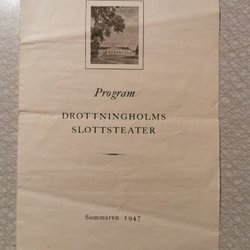 Program
DROTTNINGHOLMS
SLOTTSTEATER
Sommaren 1947